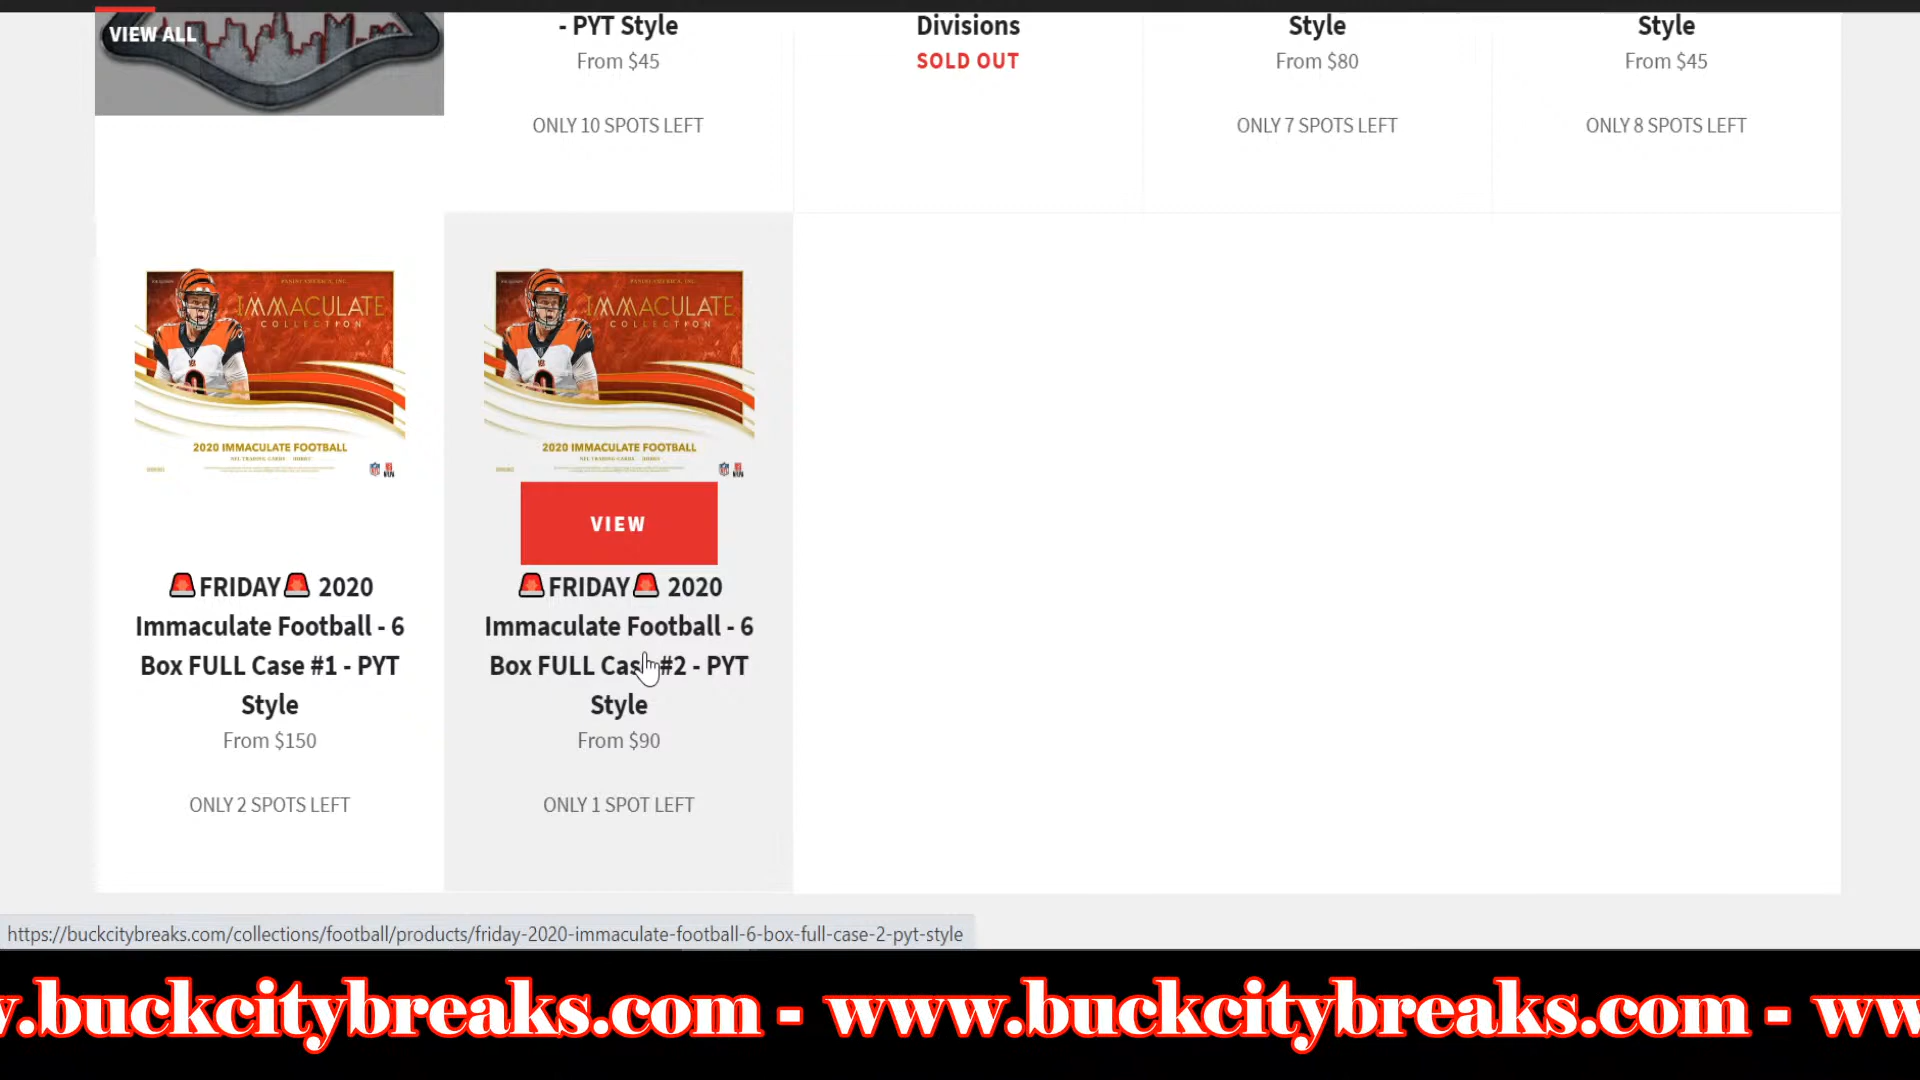 VIEW ALL
- PYT Style
From $45
ONLY 10 SPOTS LEFT
Divisions
SOLD OUT
Style
From $80
ONLY 7 SPOTS LEFT
Style
From $45
ONLY 8 SPOTS LEFT
IMMACULATE
COLLECTION
2020 IMMACULATE FOOTBALL
🚨FRIDAY🚨 2020
Immaculate Football - 6
Box FULL Case #1 - PYT
Style
From $150
ONLY 2 SPOTS LEFT
IMMACULATE
COLLECTION
2020 IMMACULATE FOOTBALL
VIEW
🚨FRIDAY🚨 2020
Immaculate Football - 6
Box FULL Case #2 - PYT
Style
From $90
ONLY 1 SPOT LEFT
https://buckcitybreaks.com/collections/football/products/friday-2020-immaculate-football-6-box-full-case-2-pyt-style
w.buckcitybreaks.com - www.buckcitybreaks.com - ww